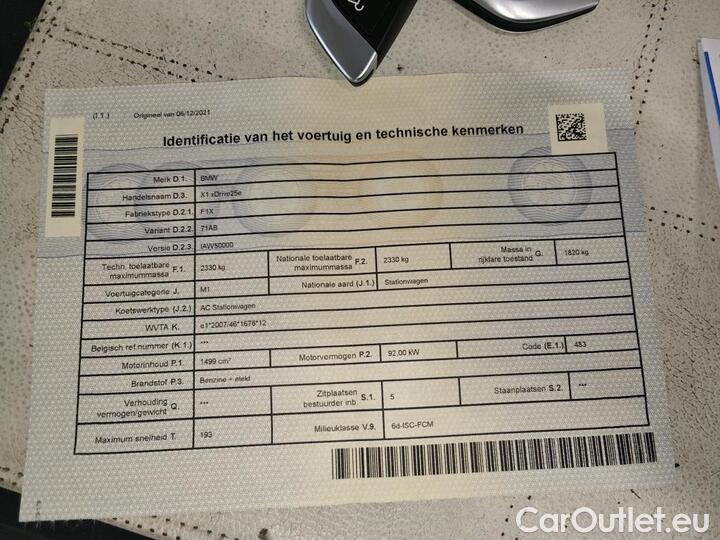 (I.1.) Origineel van 06/12/2021
Identificatie van het voertuig en technische kenmerken
Merk D.1. BMW
Handelsnaam D.3. X1 xDrive25e
Fabriekstype D.2.1. F1X
Variant D.2.2. 71AB
Versie D.2.3. IAW50000
Techn. toelaatbare maximummassa F.1. 2330 kg Nationale toelaatbare maximummassa F.2. 2330 kg Massa in rijklare toestand G. 1820 kg
Voertuigcategorie J. M1 Nationale aard (J.1.) Stationwagen
Koetswerktype (J.2.) AC Stationwagen
WVTA K. e1*2007/46*1676*12
Belgisch ref.nummer (K.1.) ***
Motorinhoud P.1. 1499 cm³ Motorvermogen P.2. 92.00 kW Code (E.1.) 483
Brandstof P.3. Benzine + elekt
Verhouding vermogen/gewicht Q. *** Zitplaatsen bestuurder inb. S.1. 5 Staanplaatsen S.2. ***
Maximum snelheid T. 193 Milieuklasse V.9. 6d-ISC-FCM
CarOutlet.eu